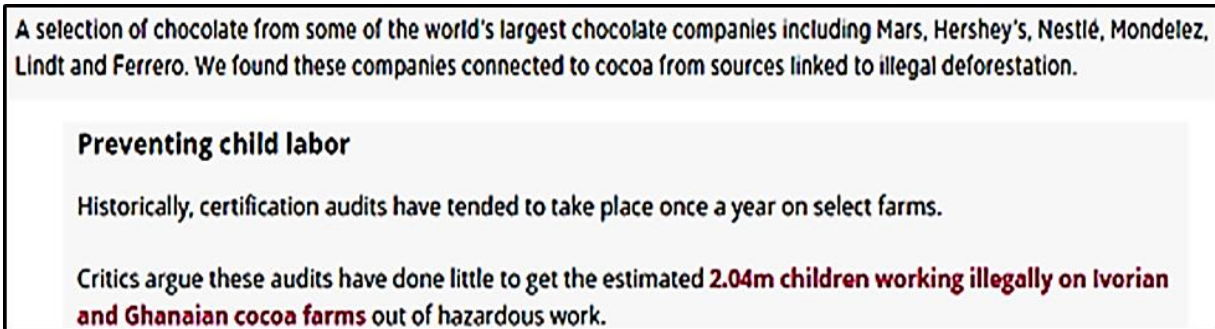 A selection of chocolate from some of the world's largest chocolate companies including Mars, Hershey's, Nestlé, Mondelez,
Lindt and Ferrero. We found these companies connected to cocoa from sources linked to illegal deforestation.
Preventing child labor
Historically, certification audits have tended to take place once a year on select farms.
Critics argue these audits have done little to get the estimated 2.04m children working illegally on Ivorian
and Ghanaian cocoa farms out of hazardous work.